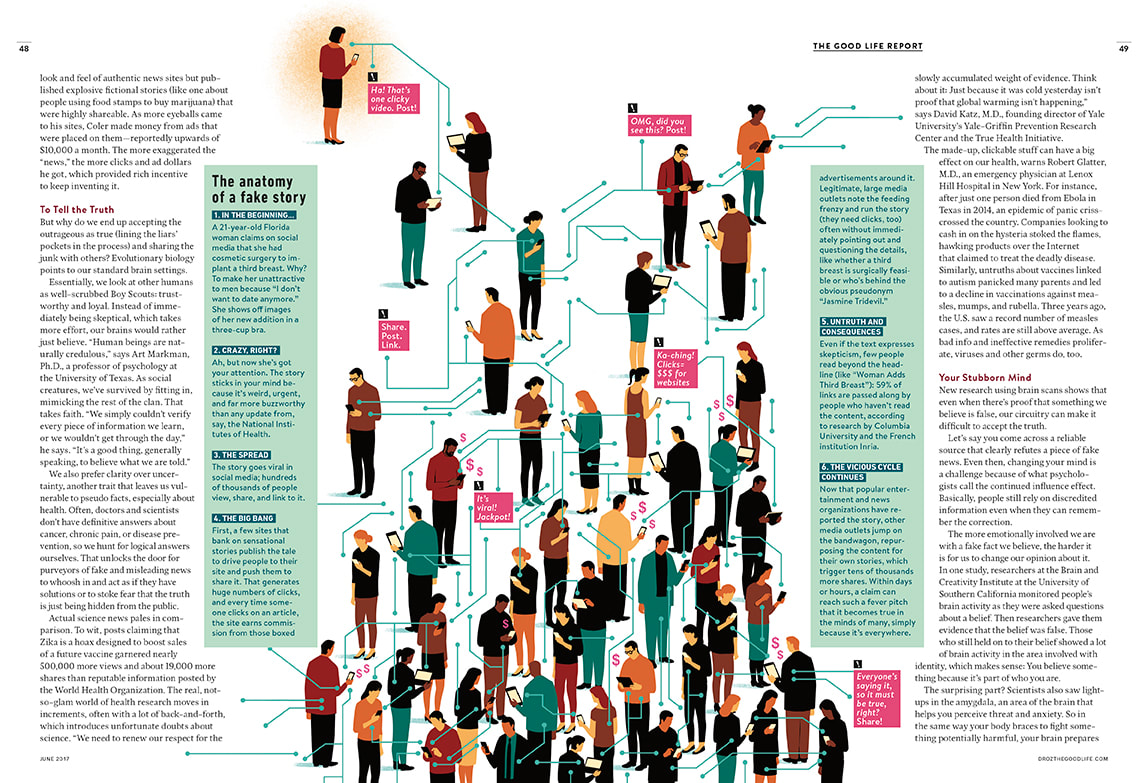 48
look and feel of authentic news sites but pub-
lished explosive fictional stories (like one about
people using food stamps to buy marijuana) that
were highly shareable. As more eyeballs came
to his sites, Coler made money from ads that
were placed on them—reportedly upwards of
$10,000 a month. The more exaggerated the
“news,” the more clicks and ad dollars
he got, which provided rich incentive
to keep inventing it.
To Tell the Truth
But why do we end up accepting the
outrageous as true (lining the liars’
pockets in the process) and sharing the
junk with others? Evolutionary biology
points to our standard brain settings.
Essentially, we look at other humans
as well-scrubbed Boy Scouts: trust-
worthy and loyal. Instead of imme-
diately being skeptical, which takes
more effort, our brains would rather
just believe. “Human beings are nat-
urally credulous,” says Art Markman,
Ph.D., a professor of psychology at
the University of Texas. As social
creatures, we’ve survived by fitting in,
mimicking the rest of the clan. That
takes faith. “We simply couldn’t verify
every piece of information we learn,
or we wouldn’t get through the day,”
he says. “It’s a good thing, generally
speaking, to believe what we are told.”
We also prefer clarity over uncer-
tainty, another trait that leaves us vul-
nerable to pseudo facts, especially about
health. Often, doctors and scientists
don’t have definitive answers about
cancer, chronic pain, or disease pre-
vention, so we hunt for logical answers
ourselves. That unlocks the door for
purveyors of fake and misleading news
to whoosh in and act as if they have
solutions or to stoke fear that the truth
is just being hidden from the public.
Actual science news pales in com-
parison. To wit, posts claiming that
Zika is a hoax designed to boost sales
of a future vaccine garnered nearly
500,000 more views and about 19,000 more
shares than reputable information posted by
the World Health Organization. The real, not-
so-glam world of health research moves in
increments, often with a lot of back-and-forth,
which introduces unfortunate doubts about
science. “We need to renew our respect for the
JUNE 2017
The anatomy
of a fake story
1. IN THE BEGINNING...
A 21-year-old Florida
woman claims on social
media that she had
cosmetic surgery to im-
plant a third breast. Why?
To make her unattractive
to men because “I don’t
want to date anymore.”
She shows off images
of her new addition in a
three-cup bra.
2. CRAZY, RIGHT?
Ah, but now she’s got
your attention. The story
sticks in your mind be-
cause it’s weird, urgent,
and far more buzzworthy
than any update from,
say, the National Insti-
tutes of Health.
3. THE SPREAD
The story goes viral in
social media; hundreds
of thousands of people
view, share, and link to it.
4. THE BIG BANG
First, a few sites that
bank on sensational
stories publish the tale
to drive people to their
site and push them to
share it. That generates
huge numbers of clicks,
and every time some-
one clicks on an article,
the site earns commis-
sion from those boxed
Ha! That’s
one clicky
video. Post!
OMG, did you
see this? Post!
Share.
Post.
Link.
Ka-ching!
Clicks=
$$$ for
websites
$
$
$
$
It’s
viral!
Jackpot!
$
$
$
$
$
$
$
$
$
$
$
Everyone’s
saying it,
so it must
be true,
right?
Share!
THE GOOD LIFE REPORT
49
advertisements around it.
Legitimate, large media
outlets note the feeding
frenzy and run the story
(they need clicks, too)
often without immedi-
ately pointing out and
questioning the details,
like whether a third
breast is surgically feasi-
ble or who’s behind the
obvious pseudonym
“Jasmine Tridevil.”
5. UNTRUTH AND
CONSEQUENCES
Even if the text expresses
skepticism, few people
read beyond the head-
line (like “Woman Adds
Third Breast”): 59% of
links are passed along by
people who haven’t read
the content, according
to research by Columbia
University and the French
institution Inria.
6. THE VICIOUS CYCLE
CONTINUES
Now that popular enter-
tainment and news
organizations have re-
ported the story, other
media outlets jump on
the bandwagon, repur-
posing the content for
their own stories, which
trigger tens of thousands
more shares. Within days
or hours, a claim can
reach such a fever pitch
that it becomes true in
the minds of many, simply
because it’s everywhere.
slowly accumulated weight of evidence. Think
about it: Just because it was cold yesterday isn’t
proof that global warming isn’t happening,”
says David Katz, M.D., founding director of Yale
University’s Yale-Griffin Prevention Research
Center and the True Health Initiative.
The made-up, clickable stuff can have a big
effect on our health, warns Robert Glatter,
M.D., an emergency physician at Lenox
Hill Hospital in New York. For instance,
after just one person died from Ebola in
Texas in 2014, an epidemic of panic criss-
crossed the country. Companies looking to
cash in on the hysteria stoked the flames,
hawking products over the Internet
that claimed to treat the deadly disease.
Similarly, untruths about vaccines linked
to autism panicked many parents and led
to a decline in vaccinations against mea-
sles, mumps, and rubella. Three years ago,
the U.S. saw a record number of measles
cases, and rates are still above average. As
bad info and ineffective remedies prolifer-
ate, viruses and other germs do, too.
Your Stubborn Mind
New research using brain scans shows that
even when there’s proof that something we
believe is false, our circuitry can make it
difficult to accept the truth.
Let’s say you come across a reliable
source that clearly refutes a piece of fake
news. Even then, changing your mind is
a challenge because of what psycholo-
gists call the continued influence effect.
Basically, people still rely on discredited
information even when they can remem-
ber the correction.
The more emotionally involved we are
with a fake fact we believe, the harder it
is for us to change our opinion about it.
In one study, researchers at the Brain and
Creativity Institute at the University of
Southern California monitored people’s
brain activity as they were asked questions
about a belief. Then researchers gave them
evidence that the belief was false. Those
who still held on to their belief showed a lot
of brain activity in the area involved with
identity, which makes sense: You believe some-
thing because it’s part of who you are.
The surprising part? Scientists also saw light-
ups in the amygdala, an area of the brain that
helps you perceive threat and anxiety. So in
the same way your body braces to fight some-
thing potentially harmful, your brain prepares
DROZTHEGOODLIFE.COM